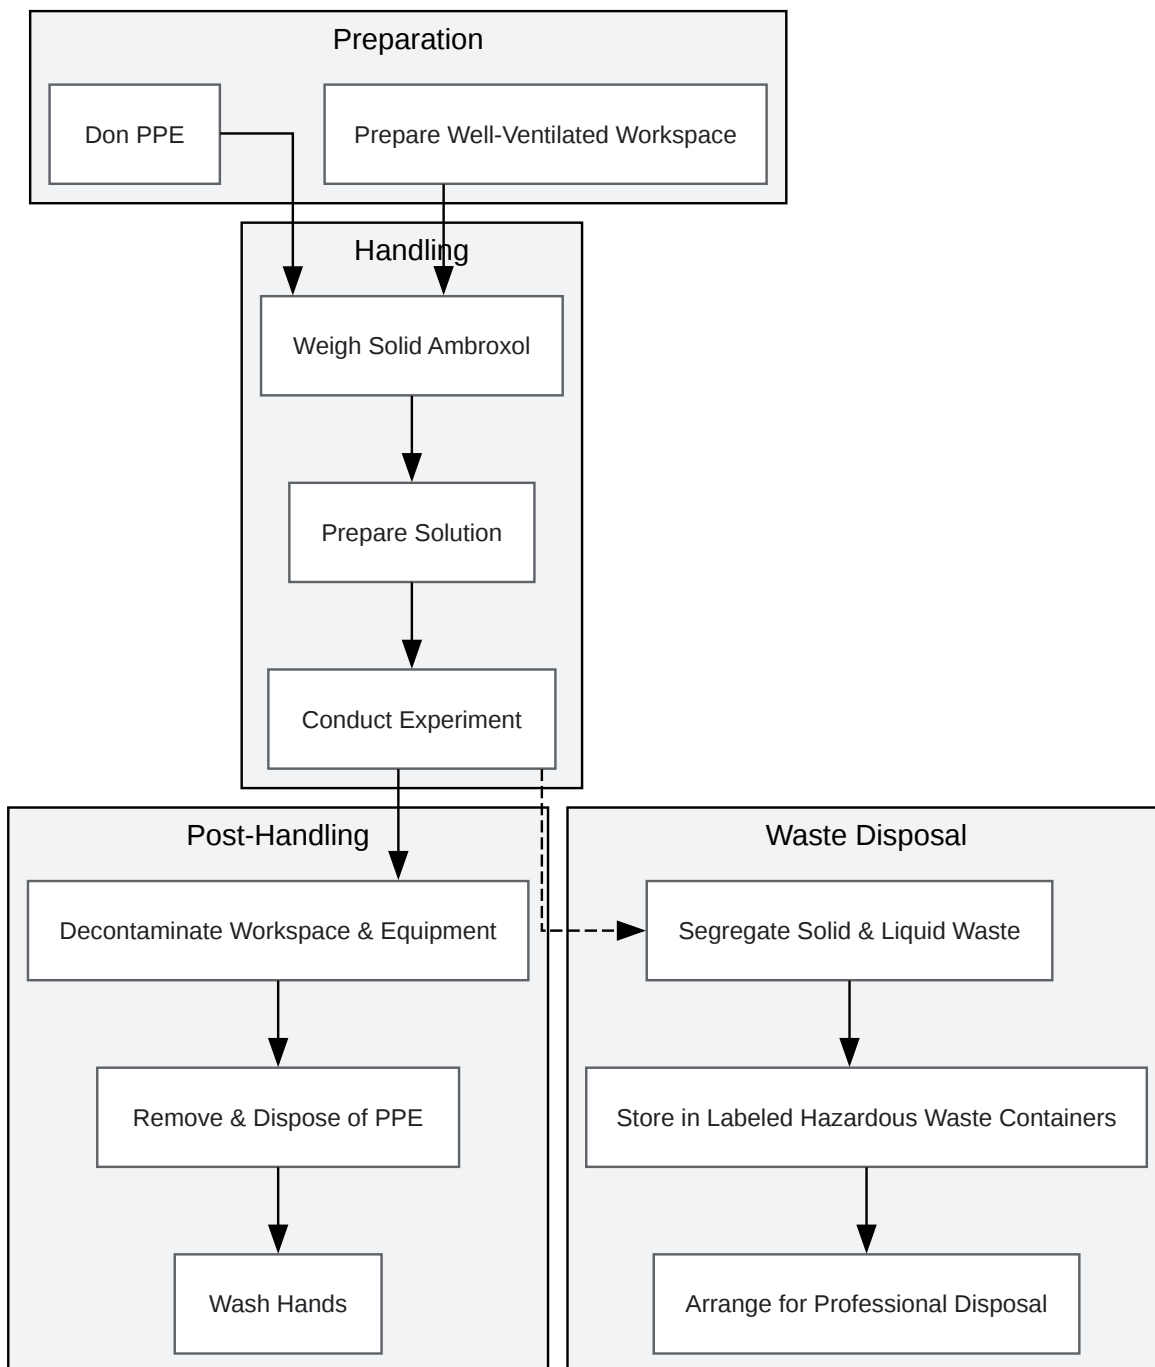 Preparation
Don PPE
Prepare Well-Ventilated Workspace
Handling
Weigh Solid Ambroxol
Prepare Solution
Conduct Experiment
Post-Handling
Decontaminate Workspace & Equipment
Remove & Dispose of PPE
Wash Hands
Waste Disposal
Segregate Solid & Liquid Waste
Store in Labeled Hazardous Waste Containers
Arrange for Professional Disposal